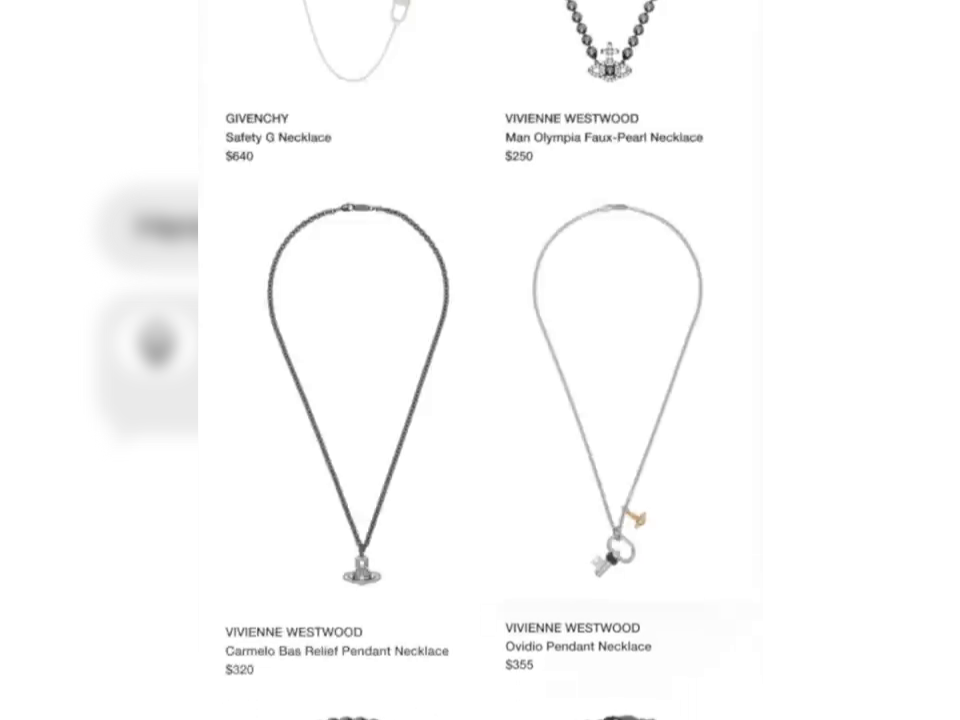 GIVENCHY
Safety G Necklace
$640
VIVIENNE WESTWOOD
Man Olympia Faux-Pearl Necklace
$250
VIVIENNE WESTWOOD
Carmelo Bas Relief Pendant Necklace
$320
VIVIENNE WESTWOOD
Ovidio Pendant Necklace
$355